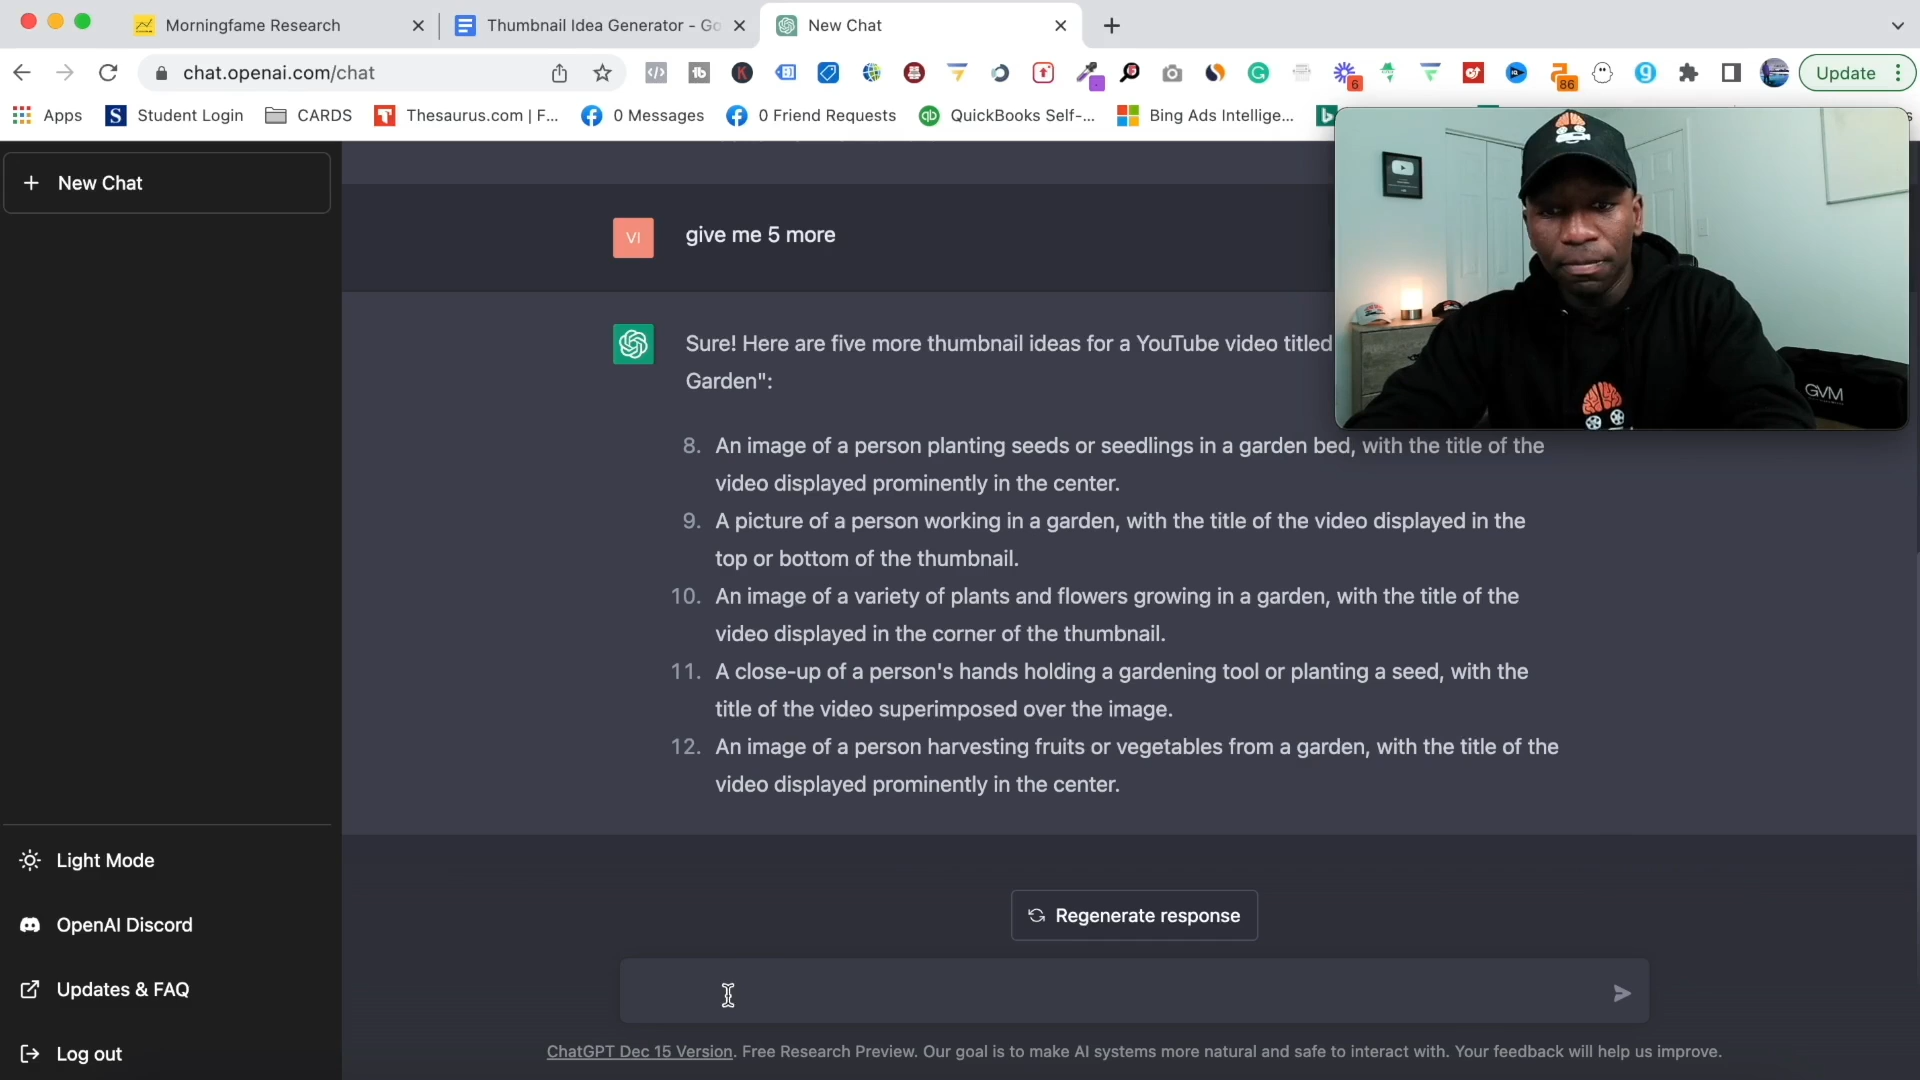 Morningfame Research
Thumbnail Idea Generator - Go
New Chat
chat.openai.com/chat
6
86
Update
Apps
Student Login
CARDS
Thesaurus.com | F...
0 Messages
0 Friend Requests
QuickBooks Self-...
Bing Ads Intellige...
New Chat
VI
give me 5 more
Sure! Here are five more thumbnail ideas for a YouTube video titled
Garden":
GVM
8. An image of a person planting seeds or seedlings in a garden bed, with the title of the
video displayed prominently in the center.
9. A picture of a person working in a garden, with the title of the video displayed in the
top or bottom of the thumbnail.
10. An image of a variety of plants and flowers growing in a garden, with the title of the
video displayed in the corner of the thumbnail.
11. A close-up of a person's hands holding a gardening tool or planting a seed, with the
title of the video superimposed over the image.
12. An image of a person harvesting fruits or vegetables from a garden, with the title of the
video displayed prominently in the center.
Light Mode
OpenAI Discord
Updates & FAQ
Log out
Regenerate response
ChatGPT Dec 15 Version. Free Research Preview. Our goal is to make AI systems more natural and safe to interact with. Your feedback will help us improve.